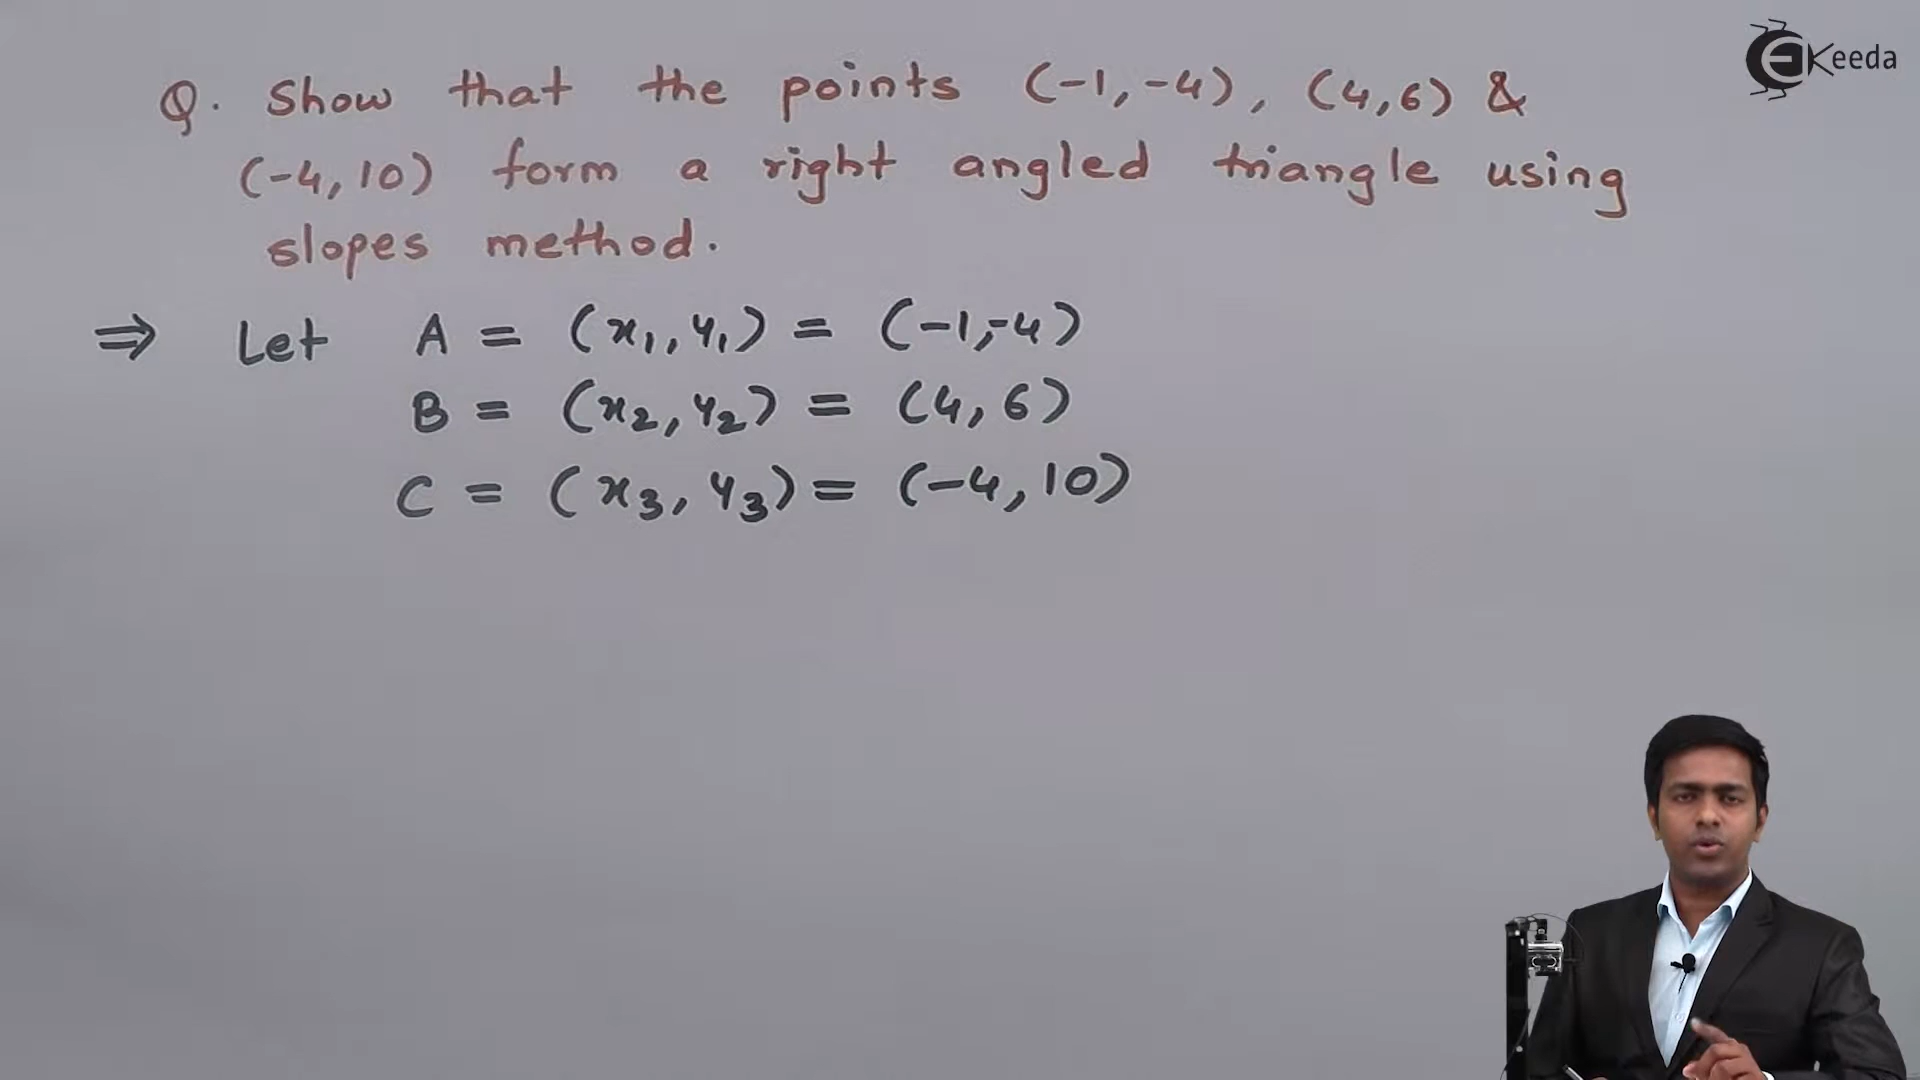 Q. Show that the points (-1,-4), (4,6) &
(-4,10) form a right angled triangle using
slopes method.
⇒ Let A = (x₁,y₁) = (-1,-4)
B = (x₂,y₂) = (4,6)
C = (x₃,y₃) = (-4,10)
EKeeda